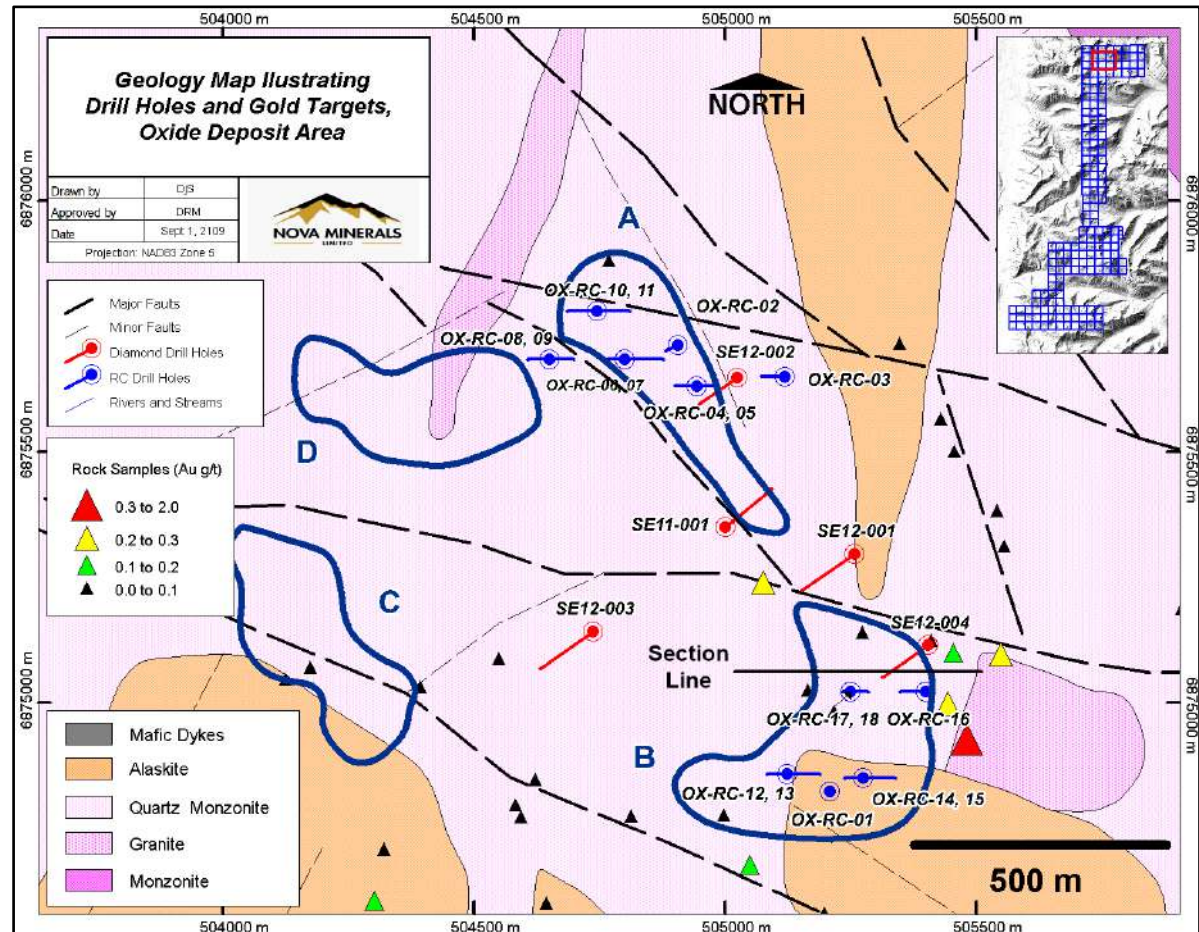 504000 m
504500 m
505000 m
505500 m
Geology Map Ilustrating
Drill Holes and Gold Targets,
Oxide Deposit Area
Drawn by
DjS
Approved by
DRM
Date
Sept 1, 2109
Projection: NAD83 Zone 5
NOVA MINERALS
LIMITED
NORTH
6876000 m
6876000 m
Major Faults
Minor Faults
Diamond Drill Holes
RC Drill Holes
Rivers and Streams
A
OX-RC-10, 11
OX-RC-02
OX-RC-08, 09
SE12-002
OX-RC-06, 07
OX-RC-03
OX-RC-04, 05
D
6875500 m
6875500 m
Rock Samples (Au g/t)
0.3 to 2.0
0.2 to 0.3
0.1 to 0.2
0.0 to 0.1
SE11-001
SE12-001
C
SE12-003
SE12-004
Section
Line
6875000 m
6875000 m
OX-RC-17, 18
OX-RC-16
B
OX-RC-12, 13
OX-RC-14, 15
OX-RC-01
Mafic Dykes
Alaskite
Quartz Monzonite
Granite
Monzonite
500 m
504000 m
504500 m
505000 m
505500 m